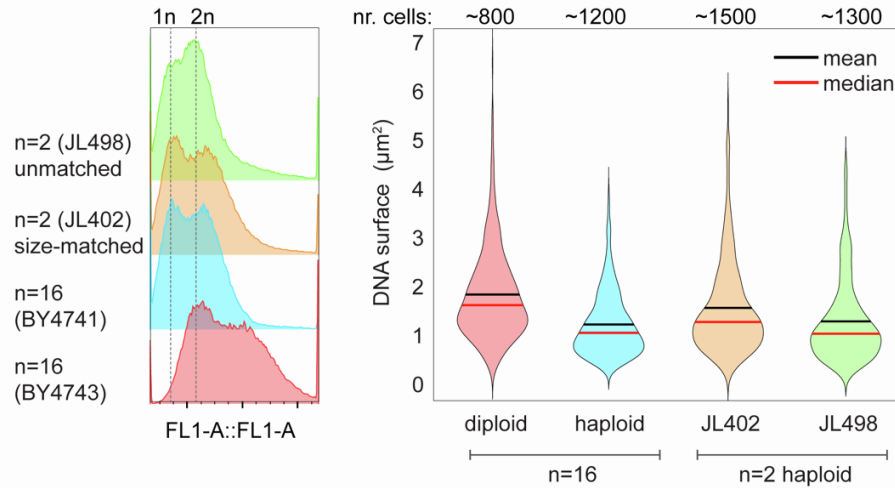 1n 2n
n=2 (JL498)
unmatched
n=2 (JL402)
size-matched
n=16
(BY4741)
n=16
(BY4743)
FL1-A::FL1-A
nr. cells: ~800 ~1200 ~1500 ~1300
7
6
5
4
3
2
1
0
DNA surface (µm²)
mean
median
diploid haploid JL402 JL498
n=16 n=2 haploid